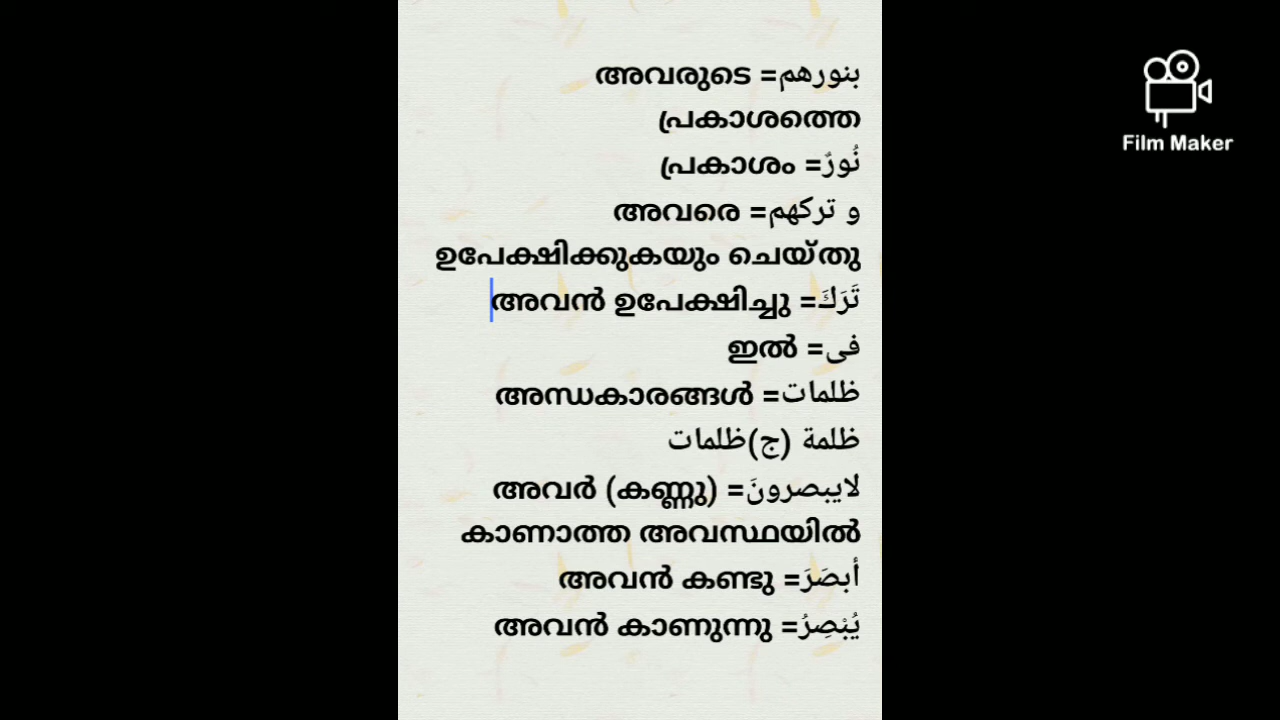 بنورهم= അവരുടെ
പ്രകാശത്തെ
نُورٌ= പ്രകാശം
و تركهم= അവരെ
ഉപേക്ഷിക്കുകയും ചെയ്തു
تَرَكَ= അവൻ ഉപേക്ഷിച്ചു
فى= ഇൽ
ظلمات= അന്ധകാരങ്ങൾ
ظلمة (ج)ظلمات
لايبصرونَ= അവർ (കണ്ണു)
കാണാത്ത അവസ്ഥയിൽ
أبصَرَ= അവൻ കണ്ടു
يُبْصِرُ= അവൻ കാണുന്നു
Film Maker